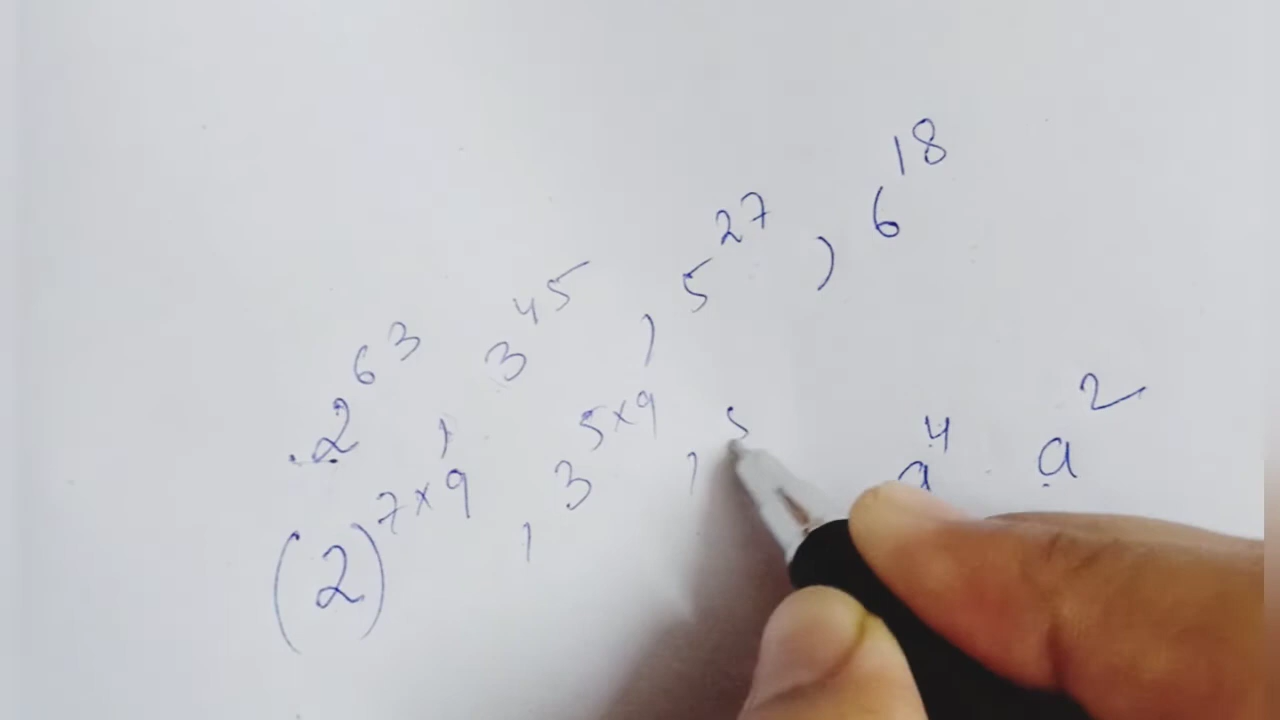 2^63 , 3^45 , 5^27 , 6^18
(2)^7×9 , 3^5×9 , 5
a^4 . a^2